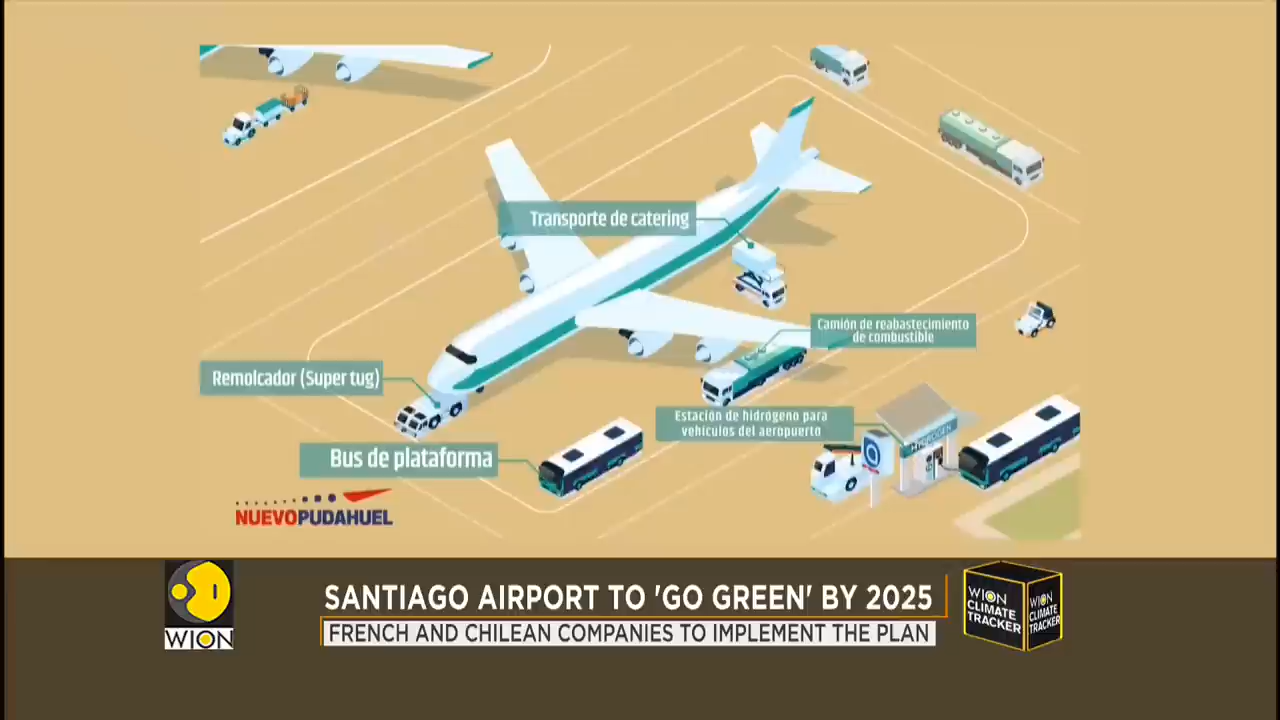 Transporte de catering
Camión de reabastecimiento
de combustible
Remolcador (Super tug)
Estación de hidrógeno para
vehículos del aeropuerto
HYDROGEN
Bus de plataforma
NUEVOPUDAHUEL
WION
SANTIAGO AIRPORT TO 'GO GREEN' BY 2025
FRENCH AND CHILEAN COMPANIES TO IMPLEMENT THE PLAN
WION
CLIMATE
TRACKER
WION
CLIMATE
TRACKER